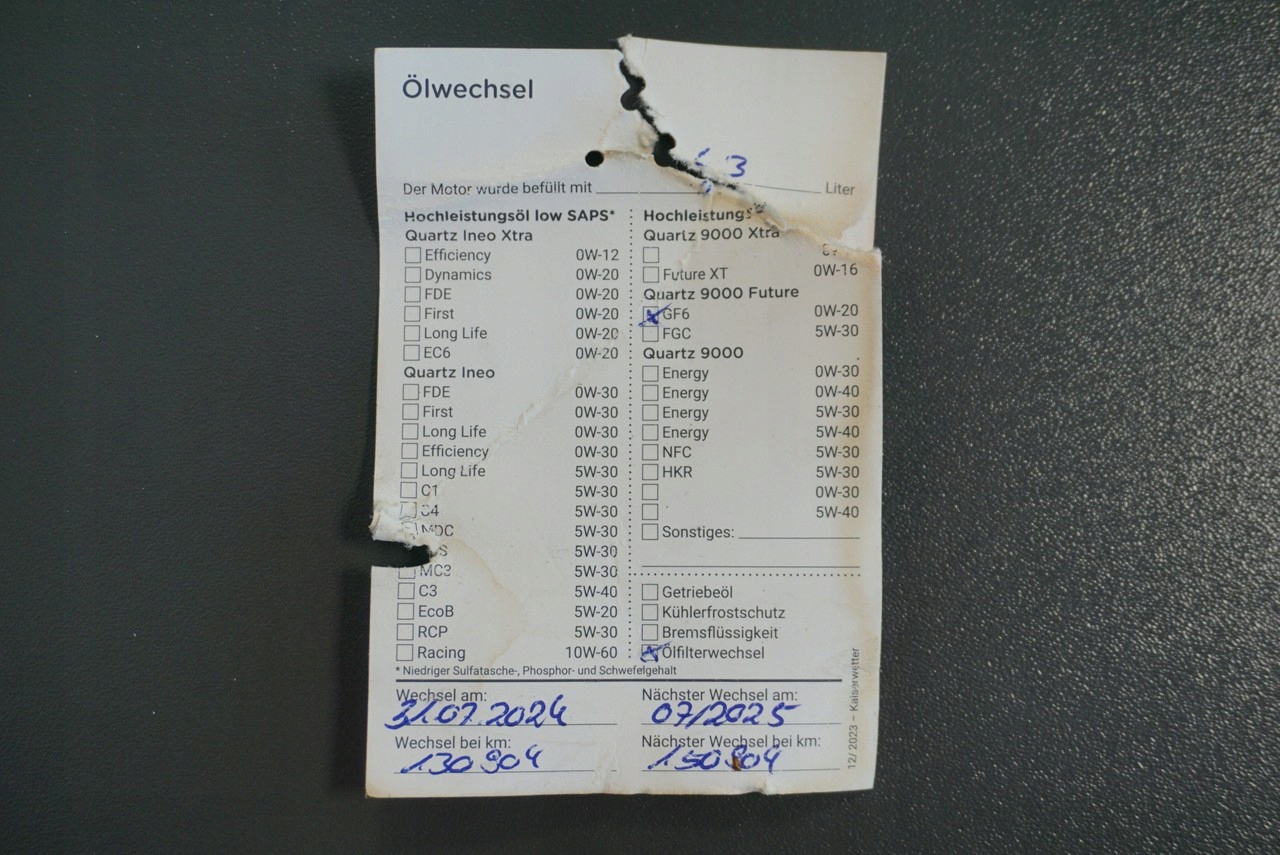 Ölwechsel
Der Motor wurde befüllt mit 3 Liter
Hochleistungsöl low SAPS*
Quartz Ineo Xtra
Efficiency 0W-12
Dynamics 0W-20
FDE 0W-20
First 0W-20
Long Life 0W-20
EC6 0W-20
Quartz Ineo
FDE 0W-30
First 0W-30
Long Life 0W-30
Efficiency 0W-30
Long Life 5W-30
C1 5W-30
5W-30
MDC 5W-30
5W-30
MC3 5W-30
C3 5W-40
EcoB 5W-20
RCP 5W-30
Racing 10W-60
* Niedriger Sulfatasche-, Phosphor- und Schwefelgehalt
Quartz 9000 Xtra
Future XT 0W-16
Quartz 9000 Future
GF6 0W-20
FGC 5W-30
Quartz 9000
Energy 0W-30
Energy 0W-40
Energy 5W-30
Energy 5W-40
NFC 5W-30
HKR 5W-30
0W-30
5W-40
Sonstiges:
Getriebeöl
Kühlerfrostschutz
Bremsflüssigkeit
Ölfilterwechsel
Wechsel am: 31.07.2024
Nächster Wechsel am: 07/2025
Wechsel bei km: 130904
Nächster Wechsel bei km: 150904
12/2023 – Kaiserwetter